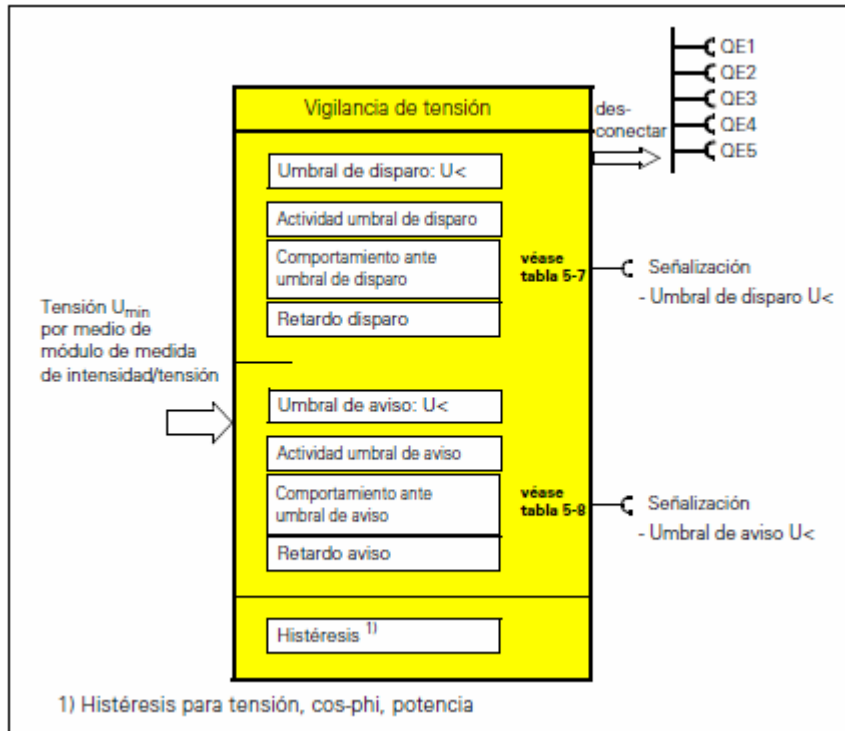 Vigilancia de tensión
des-
conectar
QE1
QE2
QE3
QE4
QE5
Umbral de disparo: U<
Actividad umbral de disparo
Comportamiento ante
umbral de disparo
Retardo disparo
véase
tabla 5-7
Señalización
- Umbral de disparo U<
Tensión Umin
por medio de
módulo de medida
de intensidad/tensión
Umbral de aviso: U<
Actividad umbral de aviso
Comportamiento ante
umbral de aviso
Retardo aviso
véase
tabla 5-8
Señalización
- Umbral de aviso U<
Histéresis 1)
1) Histéresis para tensión, cos-phi, potencia